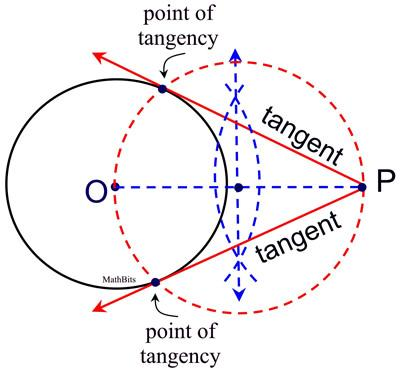 point of
tangency
tangent
O
P
tangent
MathBits
point of
tangency